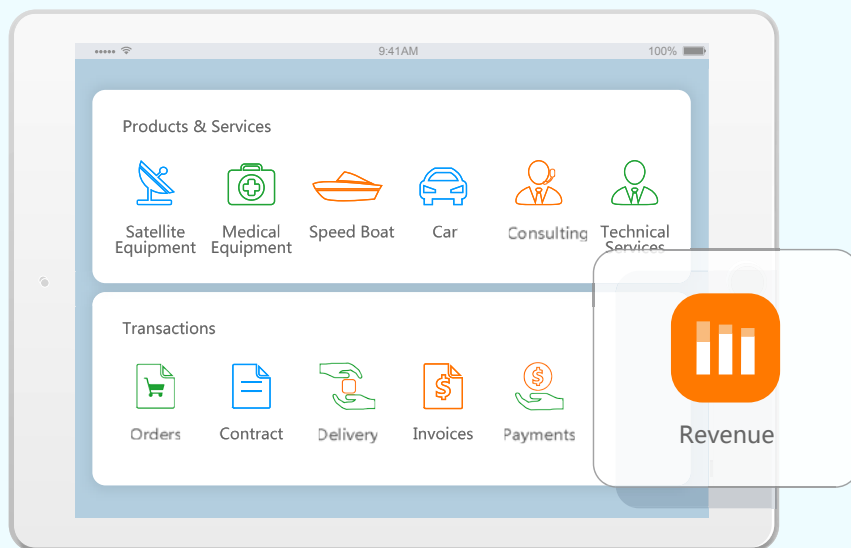 9:41AM
100%
Products & Services
Satellite
Equipment
Medical
Equipment
Speed Boat
Car
Consulting
Technical
Services
Transactions
Orders
Contract
Delivery
Invoices
Payments
Revenue